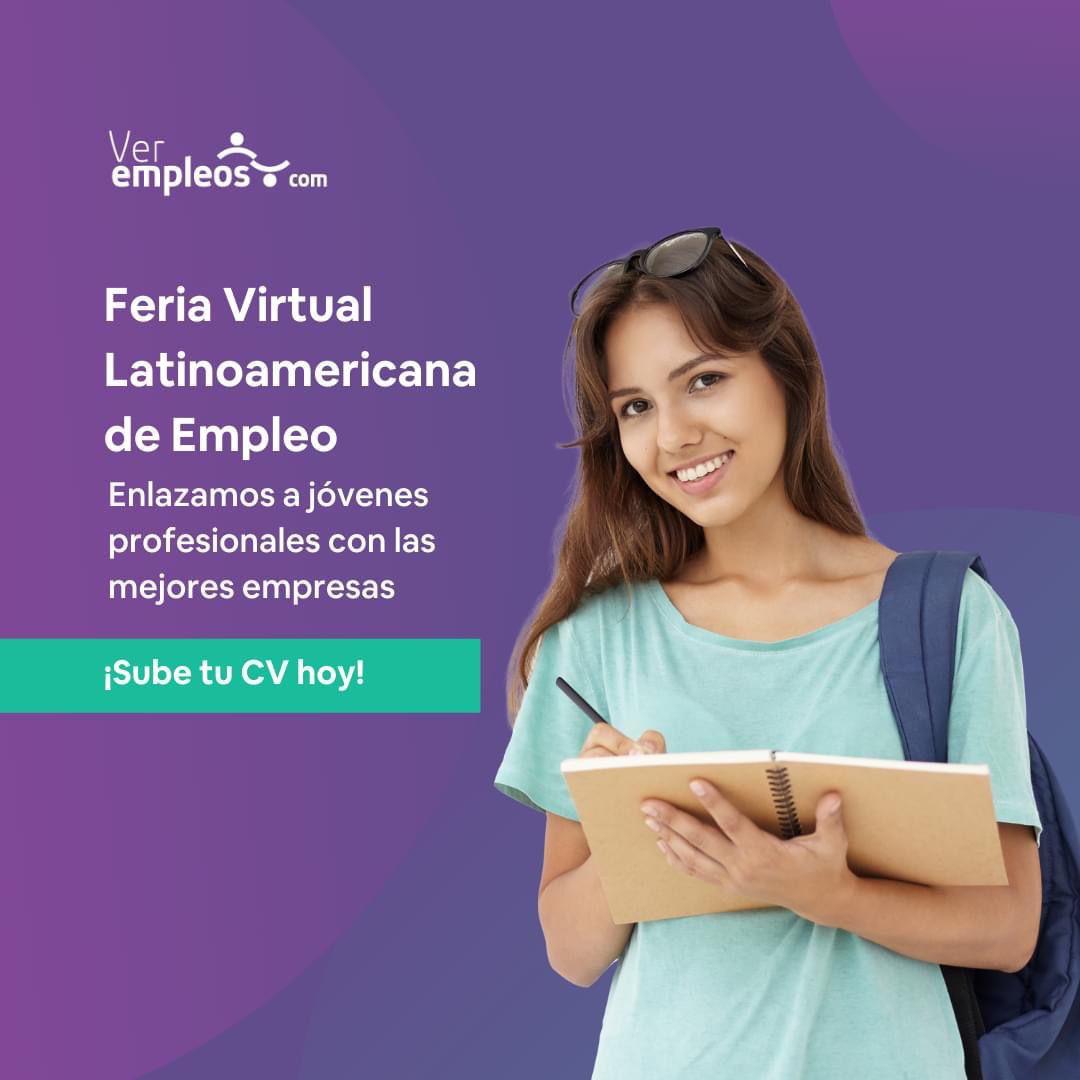 Ver
empleos.com
Feria Virtual
Latinoamericana
de Empleo
Enlazamos a jóvenes
profesionales con las
mejores empresas
¡Sube tu CV hoy!